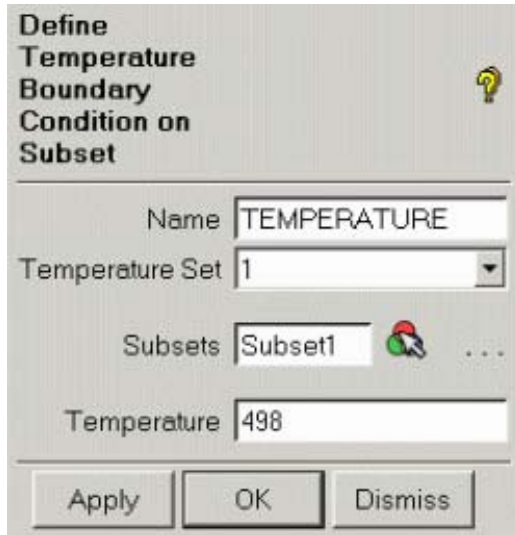 Define
Temperature
Boundary
Condition on
Subset
Name TEMPERATURE
Temperature Set 1
Subsets Subset1 ...
Temperature 498
Apply OK Dismiss